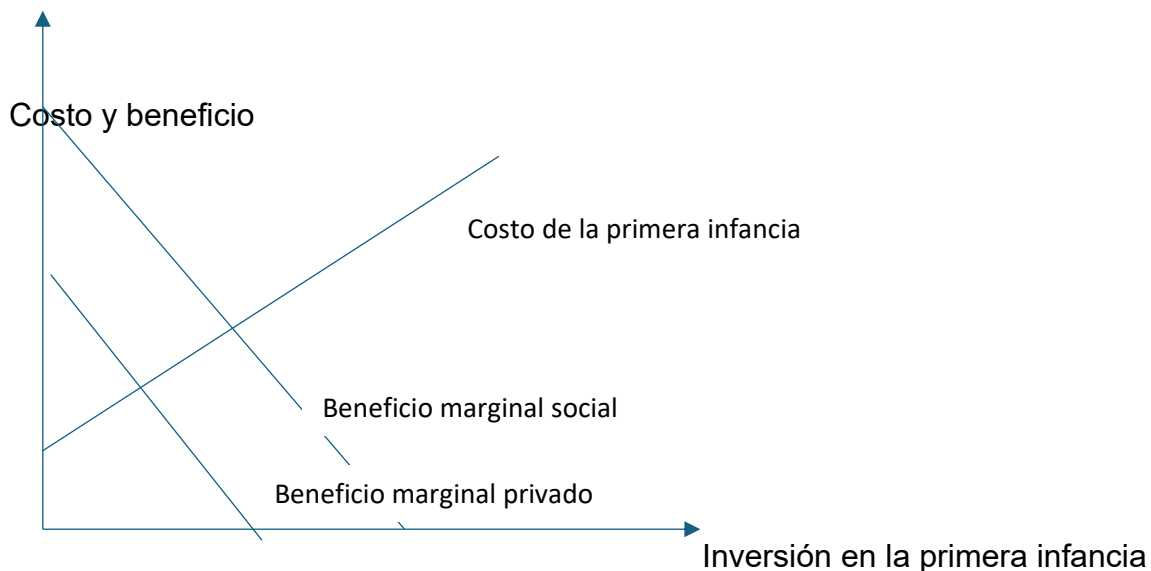 Costo y beneficio
Costo de la primera infancia
Beneficio marginal social
Beneficio marginal privado
Inversión en la primera infancia